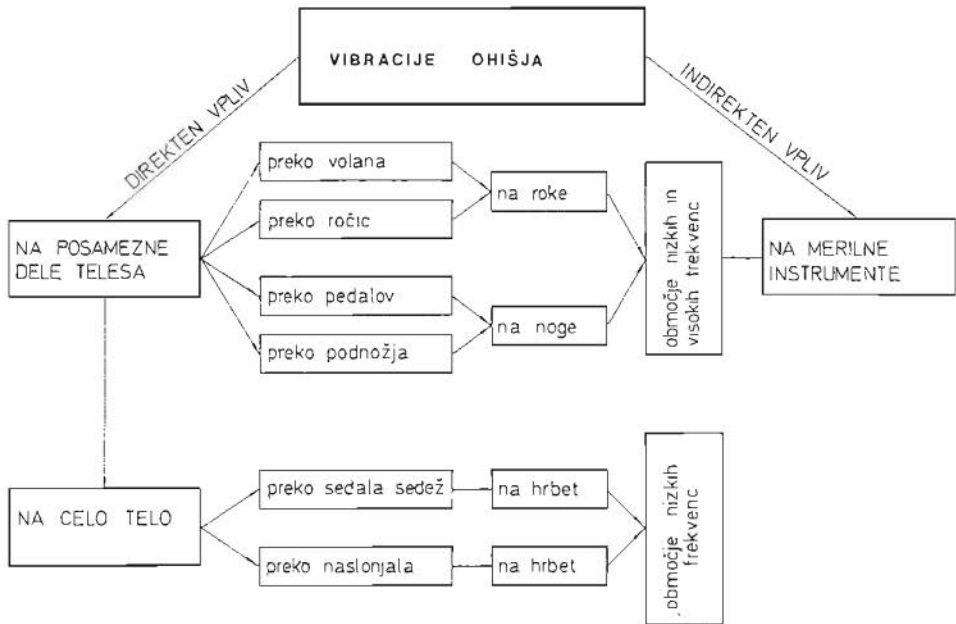 VIBRACIJE OHIŠJA
DIREKTEN VPLIV
INDIREKTEN VPLIV
NA POSAMEZNE
DELE TELESA
preko volana
preko ročic
preko pedalov
preko podnožja
na roke
na noge
območje nizkih in
visokih frekvenc
NA MERILNE
INSTRUMENTE
NA CELO TELO
preko sedala sedež
preko naslonjala
na hrbet
na hrbet
območje nizkih
frekvenc